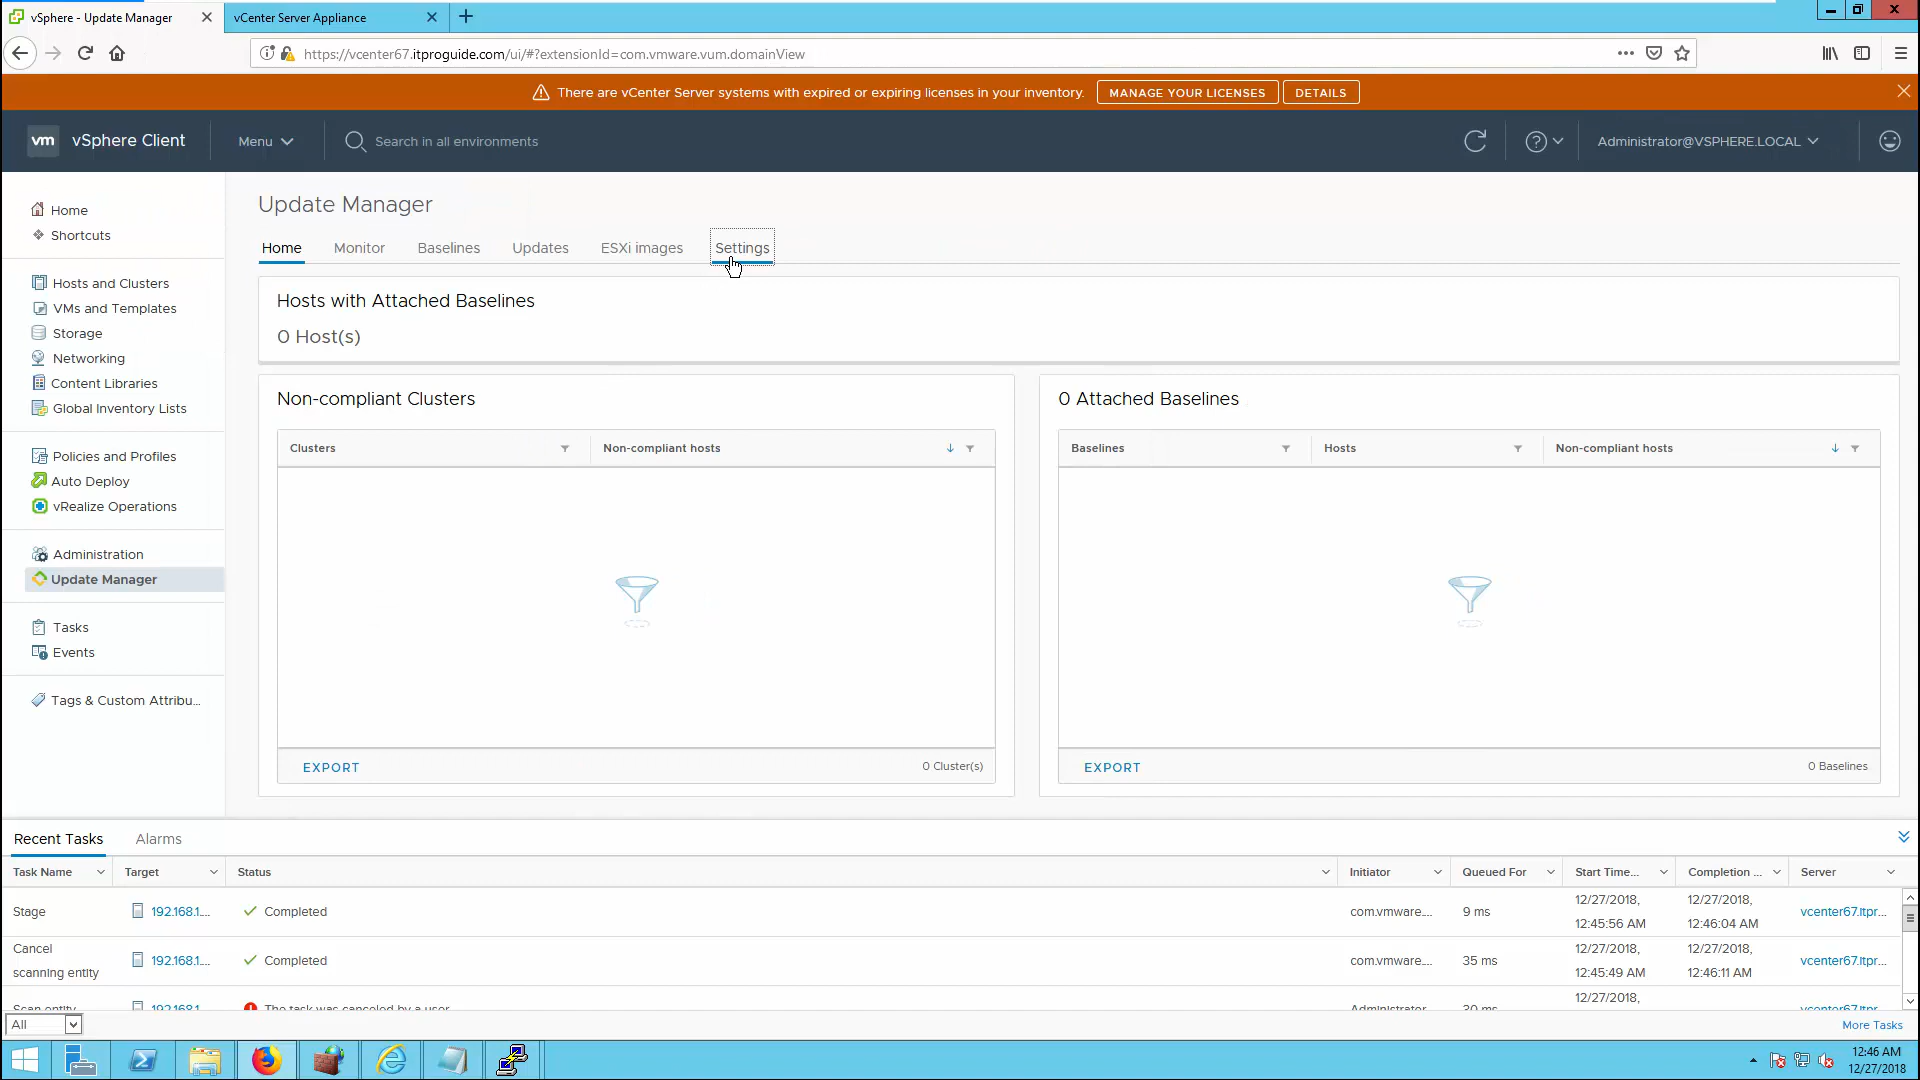 vSphere - Update Manager
vCenter Server Appliance
https://vcenter67.itproguide.com/ui/#?extensionId=com.vmware.vum.domainView
There are vCenter Server systems with expired or expiring licenses in your inventory.
MANAGE YOUR LICENSES
DETAILS
vm
vSphere Client
Menu
Search in all environments
Administrator@VSPHERE.LOCAL
Home
Shortcuts
Hosts and Clusters
VMs and Templates
Storage
Networking
Content Libraries
Global Inventory Lists
Policies and Profiles
Auto Deploy
vRealize Operations
Administration
Update Manager
Tasks
Events
Tags & Custom Attribu...
Update Manager
Home
Monitor
Baselines
Updates
ESXi images
Settings
Hosts with Attached Baselines
0 Host(s)
Non-compliant Clusters
Clusters
Non-compliant hosts
EXPORT
0 Cluster(s)
0 Attached Baselines
Baselines
Hosts
Non-compliant hosts
EXPORT
0 Baselines
Recent Tasks
Alarms
Task Name
Target
Status
Initiator
Queued For
Start Time...
Completion ...
Server
Stage
192.168.1....
Completed
com.vmware....
9 ms
12/27/2018,
12:45:56 AM
12/27/2018,
12:46:04 AM
vcenter67.itpr...
Cancel
scanning entity
192.168.1....
Completed
com.vmware....
35 ms
12/27/2018,
12:45:49 AM
12/27/2018,
12:46:11 AM
vcenter67.itpr...
Scan entity
192.168.1....
The task was canceled by a user
Administrator
30 ms
12/27/2018,
vcenter67.itpr...
All
More Tasks
12:46 AM
12/27/2018